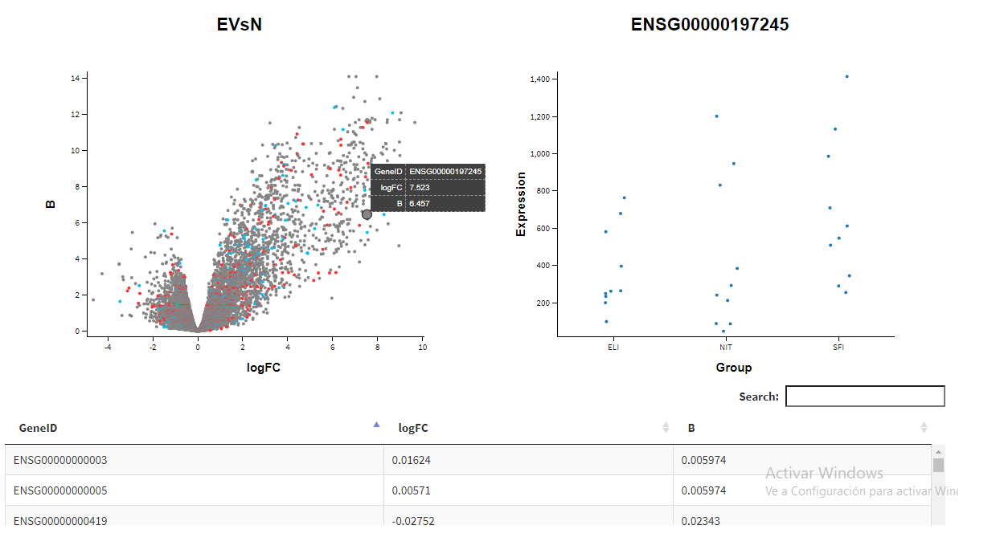 EVsN
ENSG00000197245
14
12
10
8
6
4
2
0
B
-4 -2 0 2 4 6 8 10
logFC
GeneID ENSG00000197245
logFC 7.523
B 6.457
1,400
1,200
1,000
800
600
400
200
Expression
ELI NIT SFI
Group
Search:
GeneID logFC B
ENSG00000000003 0.01624 0.005974
ENSG00000000005 0.00571 0.005974
ENSG00000000419 -0.02752 0.02343
Activar Windows
Ve a Configuración para activar Win